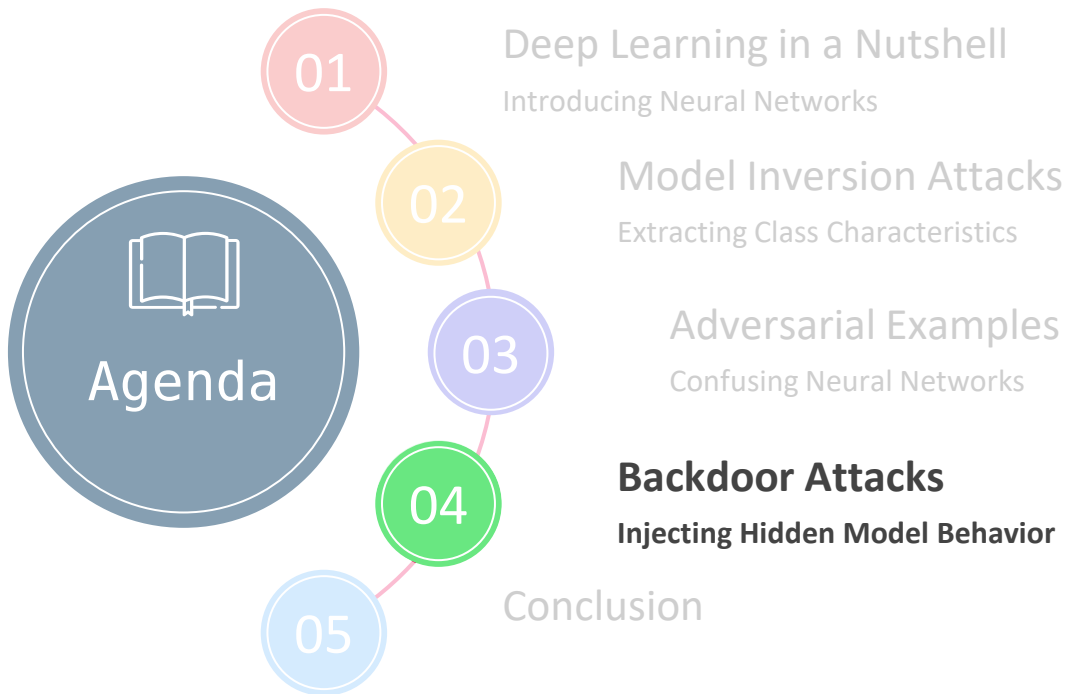 Agenda
01
Deep Learning in a Nutshell
Introducing Neural Networks
02
Model Inversion Attacks
Extracting Class Characteristics
03
Adversarial Examples
Confusing Neural Networks
04
Backdoor Attacks
Injecting Hidden Model Behavior
05
Conclusion